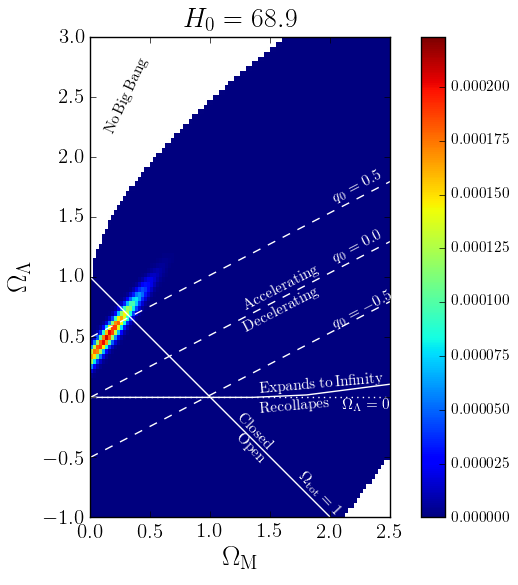 H₀ = 68.9
3.0
2.5
2.0
1.5
1.0
0.5
0.0
−0.5
−1.0
Ω_Λ
No Big Bang
q₀ = 0.5
q₀ = 0.0
Accelerating
Decelerating
q₀ = −0.5
Expands to Infinity
Recollapses
Ω_Λ = 0
Closed
Open
Ω_tot = 1
0.0
0.5
1.0
1.5
2.0
2.5
Ω_M
0.000200
0.000175
0.000150
0.000125
0.000100
0.000075
0.000050
0.000025
0.000000